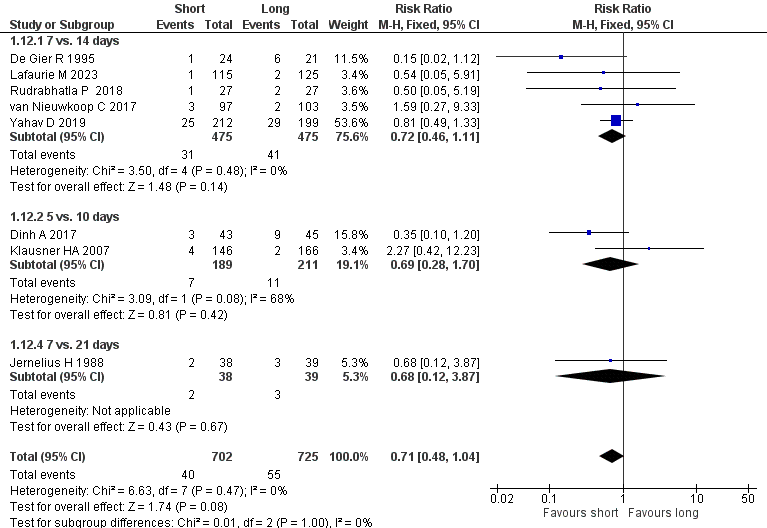 Short Long Risk Ratio Risk Ratio
Study or Subgroup Events Total Events Total Weight M-H, Fixed, 95% CI M-H, Fixed, 95% CI
1.12.1 7 vs. 14 days
De Gier R 1995 1 24 6 21 11.5% 0.15 [0.02, 1.12]
Lafaurie M 2023 1 115 2 125 3.4% 0.54 [0.05, 5.91]
Rudrabhatla P 2018 1 27 2 27 3.6% 0.50 [0.05, 5.19]
van Nieuwkoop C 2017 3 97 2 103 3.4% 1.59 [0.27, 9.33]
Yahav D 2019 25 212 29 199 53.6% 0.81 [0.49, 1.33]
Subtotal (95% CI) 475 475 75.6% 0.72 [0.46, 1.11]
Total events 31 41
Heterogeneity: Chi² = 3.50, df = 4 (P = 0.48); I² = 0%
Test for overall effect: Z = 1.48 (P = 0.14)
1.12.2 5 vs. 10 days
Dinh A 2017 3 43 9 45 15.8% 0.35 [0.10, 1.20]
Klausner HA 2007 4 146 2 166 3.4% 2.27 [0.42, 12.23]
Subtotal (95% CI) 189 211 19.1% 0.69 [0.28, 1.70]
Total events 7 11
Heterogeneity: Chi² = 3.09, df = 1 (P = 0.08); I² = 68%
Test for overall effect: Z = 0.81 (P = 0.42)
1.12.4 7 vs. 21 days
Jernelius H 1988 2 38 3 39 5.3% 0.68 [0.12, 3.87]
Subtotal (95% CI) 38 39 5.3% 0.68 [0.12, 3.87]
Total events 2 3
Heterogeneity: Not applicable
Test for overall effect: Z = 0.43 (P = 0.67)
Total (95% CI) 702 725 100.0% 0.71 [0.48, 1.04]
Total events 40 55
Heterogeneity: Chi² = 6.63, df = 7 (P = 0.47); I² = 0%
Test for overall effect: Z = 1.74 (P = 0.08)
Test for subgroup differences: Chi² = 0.01, df = 2 (P = 1.00), I² = 0%
0.02 0.1 1 10 50
Favours short Favours long